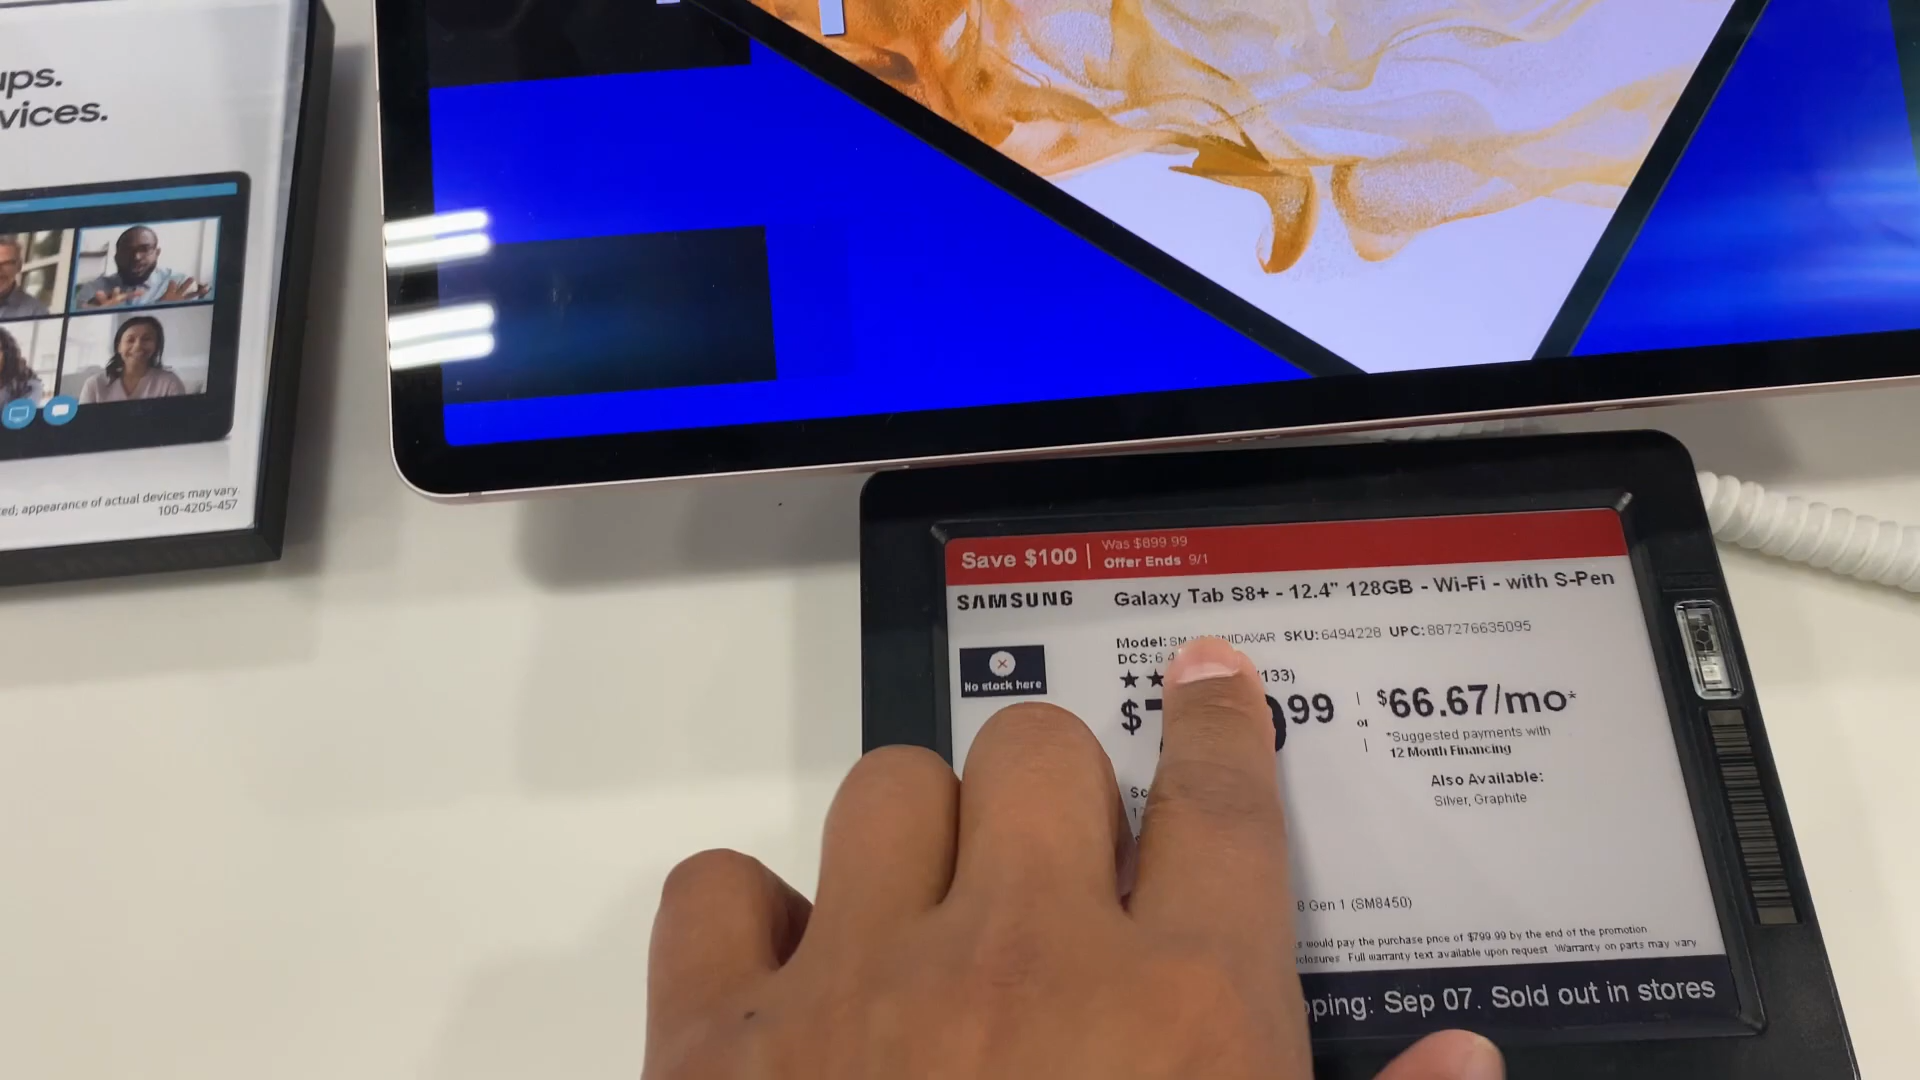 ups.
vices.
ed; appearance of actual devices may vary.
100-4205-457
Save $100
Was $899.99
Offer Ends 9/1
SAMSUNG
Galaxy Tab S8+ - 12.4" 128GB - Wi-Fi - with S-Pen
Model: SM NIDAXAR SKU:6494228 UPC:887276635095
DCS:6
No stock here
★★ 133)
$ 99
or
$66.67/mo*
*Suggested payments with
12 Month Financing
Also Available:
Silver, Graphite
Sc
8 Gen 1 (SM8450)
s would pay the purchase price of $799.99 by the end of the promotion
closures. Full warranty text available upon request. Warranty on parts may vary
pping: Sep 07. Sold out in stores